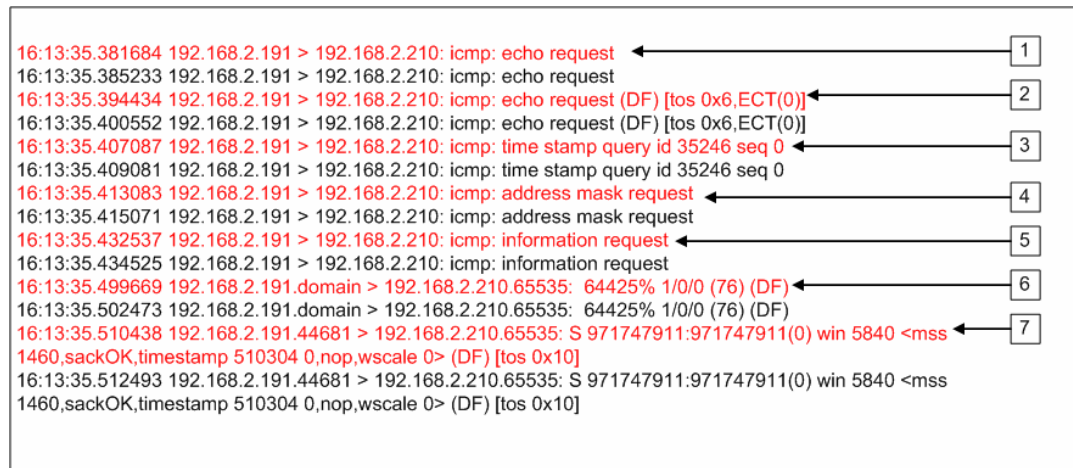 16:13:35.381684 192.168.2.191 > 192.168.2.210: icmp: echo request
1
16:13:35.385233 192.168.2.191 > 192.168.2.210: icmp: echo request
16:13:35.394434 192.168.2.191 > 192.168.2.210: icmp: echo request (DF) [tos 0x6,ECT(0)]
2
16:13:35.400552 192.168.2.191 > 192.168.2.210: icmp: echo request (DF) [tos 0x6,ECT(0)]
16:13:35.407087 192.168.2.191 > 192.168.2.210: icmp: time stamp query id 35246 seq 0
3
16:13:35.409081 192.168.2.191 > 192.168.2.210: icmp: time stamp query id 35246 seq 0
16:13:35.413083 192.168.2.191 > 192.168.2.210: icmp: address mask request
4
16:13:35.415071 192.168.2.191 > 192.168.2.210: icmp: address mask request
16:13:35.432537 192.168.2.191 > 192.168.2.210: icmp: information request
5
16:13:35.434525 192.168.2.191 > 192.168.2.210: icmp: information request
16:13:35.499669 192.168.2.191.domain > 192.168.2.210.65535:  64425% 1/0/0 (76) (DF)
6
16:13:35.502473 192.168.2.191.domain > 192.168.2.210.65535:  64425% 1/0/0 (76) (DF)
16:13:35.510438 192.168.2.191.44681 > 192.168.2.210.65535: S 971747911:971747911(0) win 5840 <mss
7
1460,sackOK,timestamp 510304 0,nop,wscale 0> (DF) [tos 0x10]
16:13:35.512493 192.168.2.191.44681 > 192.168.2.210.65535: S 971747911:971747911(0) win 5840 <mss
1460,sackOK,timestamp 510304 0,nop,wscale 0> (DF) [tos 0x10]